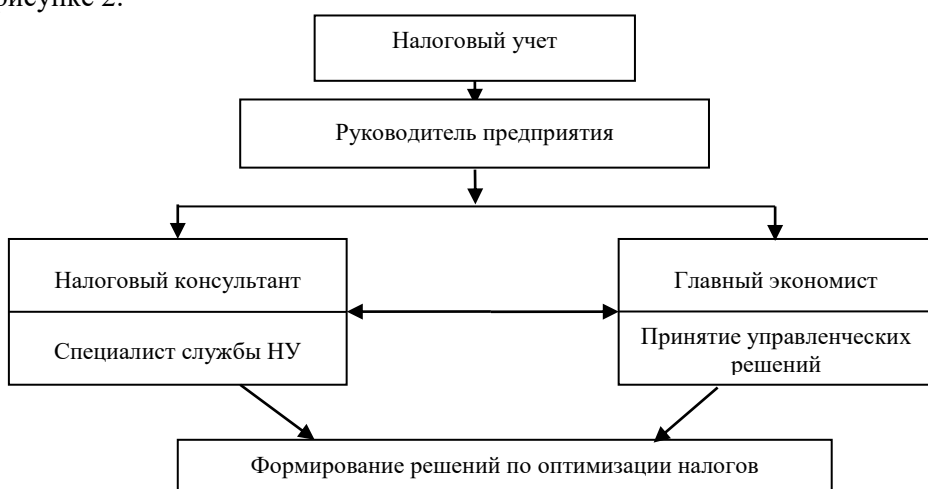 рисунке 2.
Налоговый учет
Руководитель предприятия
Налоговый консультант
Главный экономист
Специалист службы НУ
Принятие управленческих
решений
Формирование решений по оптимизации налогов